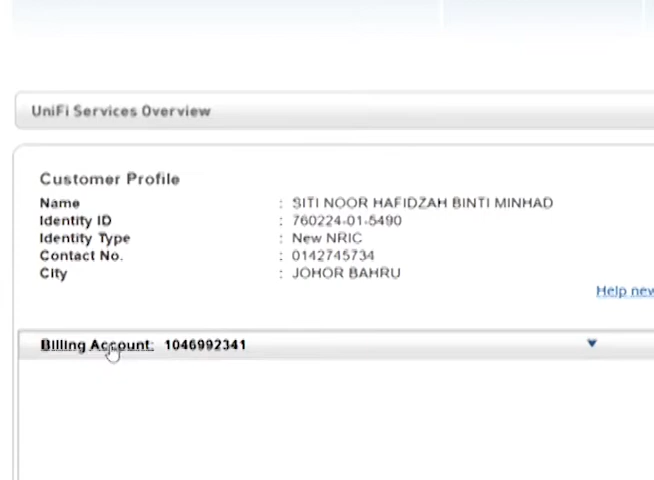 UniFi Services Overview
Customer Profile
Name : SITI NOOR HAFIDZAH BINTI MINHAD
Identity ID : 760224-01-5490
Identity Type : New NRIC
Contact No. : 0142745734
City : JOHOR BAHRU
Help new
Billing Account: 1046992341